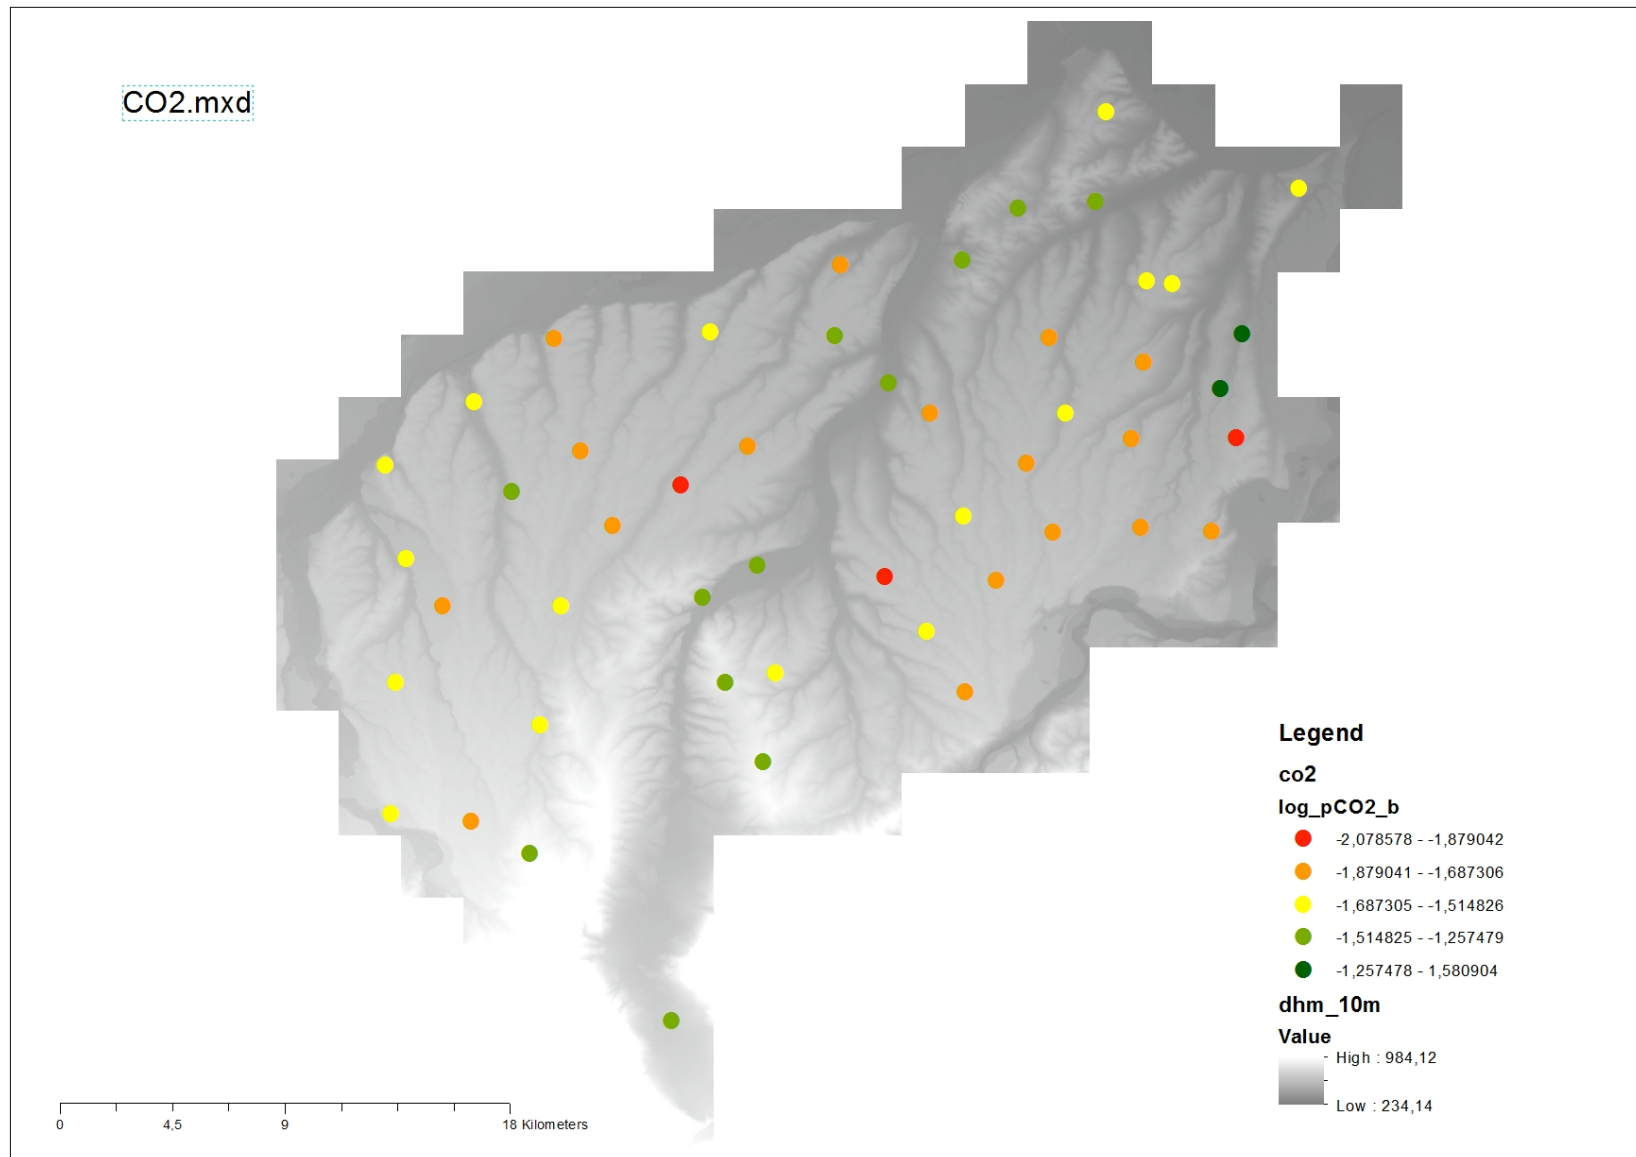 CO2.mxd
Legend
co2
log_pCO2_b
-2,078578 - -1,879042
-1,879041 - -1,687306
-1,687305 - -1,514826
-1,514825 - -1,257479
-1,257478 - 1,580904
dhm_10m
Value
High : 984,12
Low : 234,14
0 4,5 9 18 Kilometers